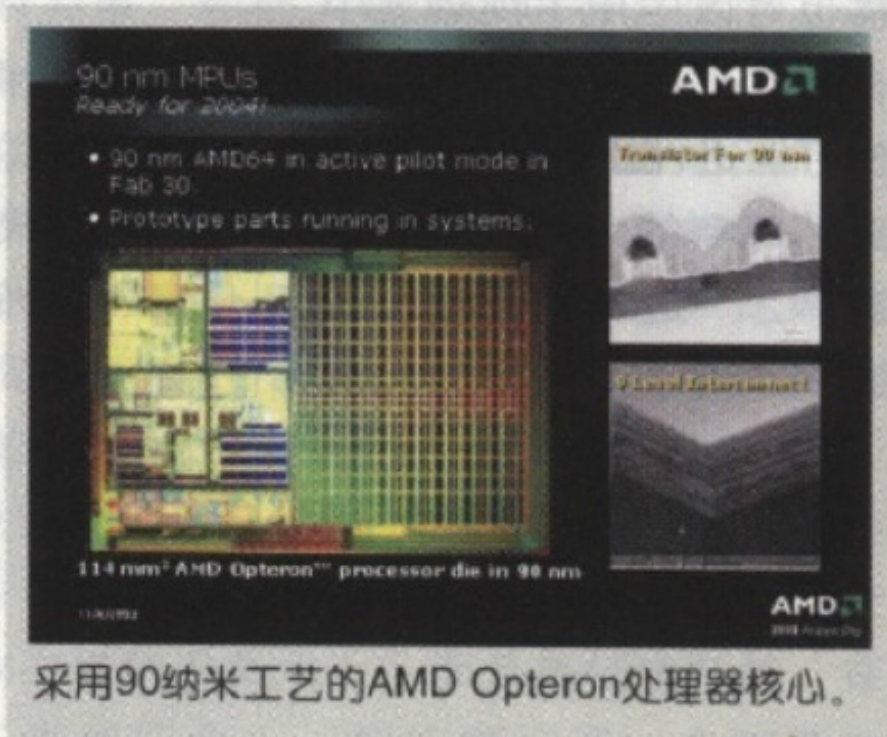 90 nm MPUs
Ready for 2004!
AMD
• 90 nm AMD64 in active pilot mode in
Fab 30
• Prototype parts running in systems.
Transistor For 90 nm
9 Level Interconnect
114 mm² AMD Opteron™ processor die in 90 nm
AMD
采用90纳米工艺的AMD Opteron处理器核心。